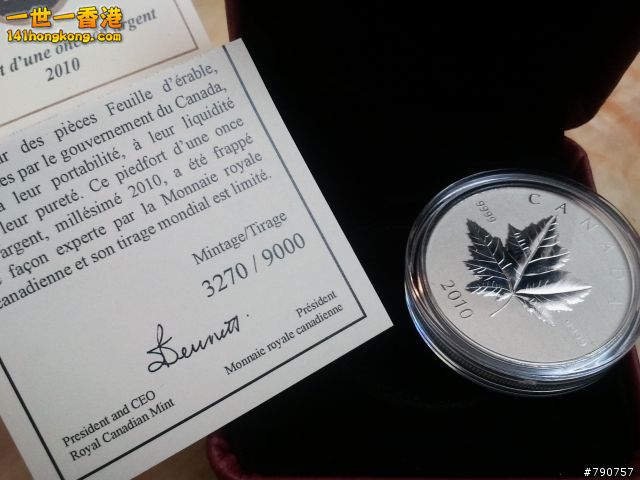 一世一香港
141hongkong.com
d'une once
argent
2010
des pièces Feuille d'érable,
par le gouvernement du Canada,
leur portabilité, à leur liquidité
leur pureté. Ce piedfort d'une once
argent, millésimé 2010, a été frappé
façon experte par la Monnaie royale
canadienne et son tirage mondial est limité.
Mintage/Tirage
3270 / 9000
Bennett
President and CEO
Royal Canadian Mint
Président
Monnaie royale canadienne
CANADA
9999
2010
#790757